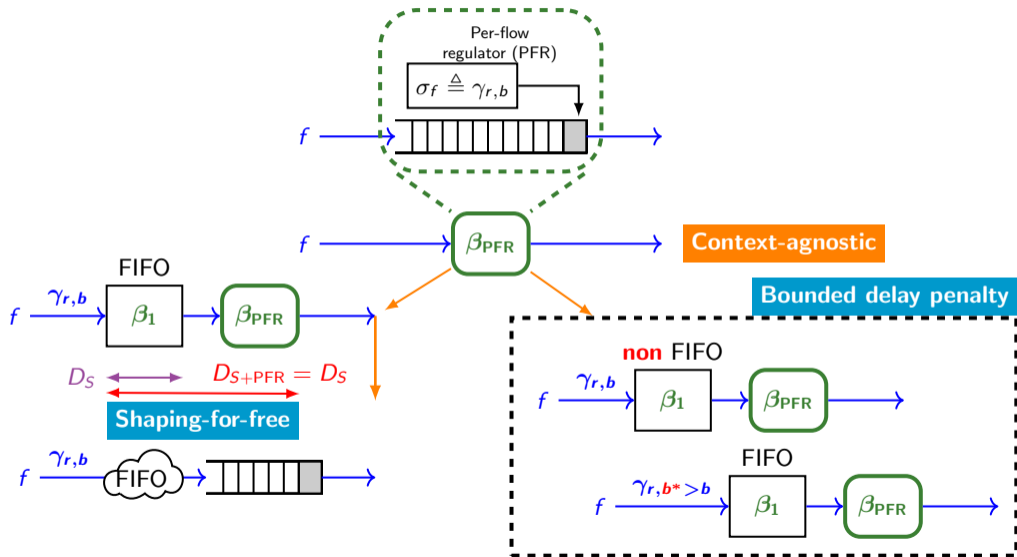 Per-flow
regulator (PFR)
σ_f ≜ γ_{r,b}
f
f
β_PFR
Context-agnostic
FIFO
f γ_{r,b} β_1 β_PFR
D_S D_{S+PFR} = D_S
Shaping-for-free
f γ_{r,b} FIFO
Bounded delay penalty
non FIFO
f γ_{r,b} β_1 β_PFR
FIFO
f γ_{r,b*>b} β_1 β_PFR